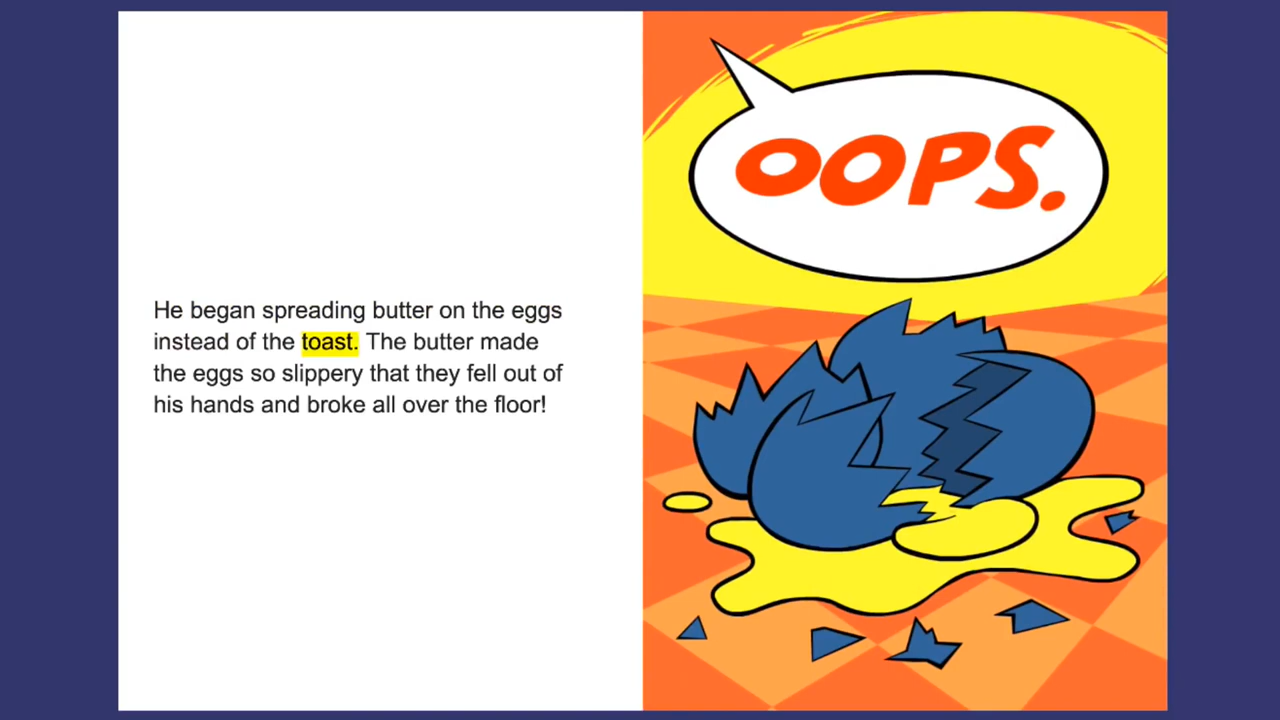 He began spreading butter on the eggs
instead of the toast. The butter made
the eggs so slippery that they fell out of
his hands and broke all over the floor!
OOPS.